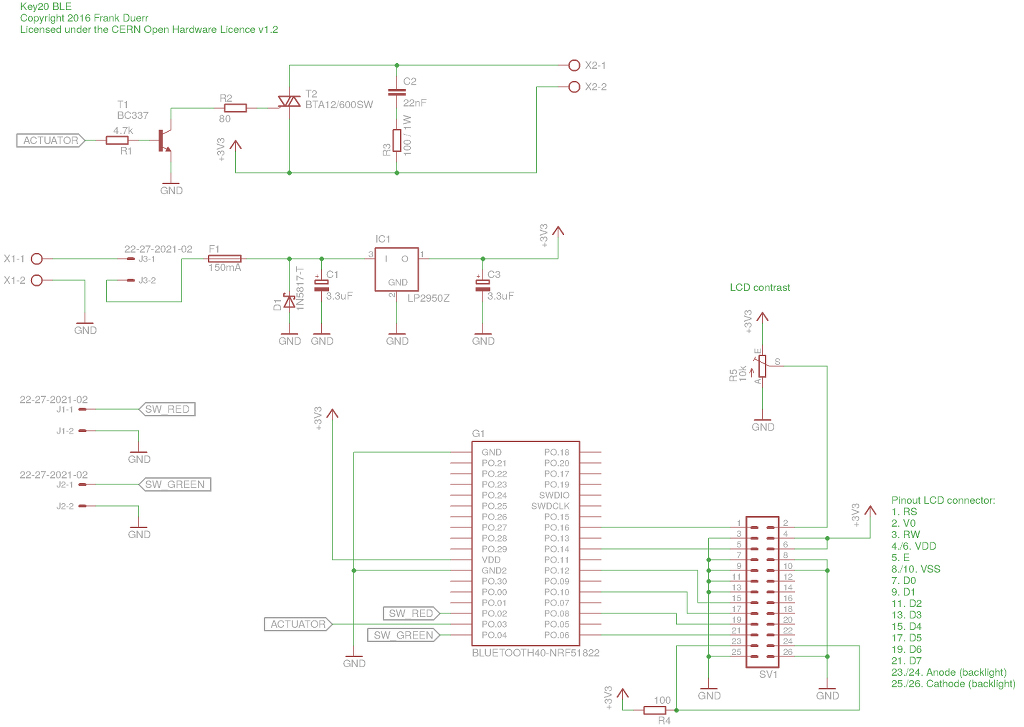 Key20 BLE
Copyright 2016 Frank Duerr
Licensed under the CERN Open Hardware Licence v1.2
X2-1
X2-2
C2
22nF
T2
BTA12/600SW
R2
80
T1
BC337
ACTUATOR
4.7k
R1
+3V3
R3
100 / 1W
GND
X1-1
X1-2
22-27-2021-02
J3-1
J3-2
F1
150mA
D1
1N5817-T
C1
3.3uF
IC1
3
I
O
1
GND
2
LP2950Z
C3
3.3uF
+3V3
GND
GND
GND
GND
GND
LCD contrast
+3V3
R5
10k
E
S
A
GND
22-27-2021-02
J1-1
SW_RED
J1-2
GND
22-27-2021-02
J2-1
SW_GREEN
J2-2
GND
+3V3
G1
GND PO.18
PO.21 PO.20
PO.22 PO.17
PO.23 PO.19
PO.24 SWDIO
PO.25 SWDCLK
PO.26 PO.15
PO.27 PO.16
PO.28 PO.13
PO.29 PO.14
VDD PO.11
GND2 PO.12
PO.30 PO.09
PO.00 PO.10
PO.01 PO.07
PO.02 PO.08
PO.03 PO.05
PO.04 PO.06
BLUETOOTH40-NRF51822
SW_RED
ACTUATOR
SW_GREEN
GND
1 2
3 4
5 6
7 8
9 10
11 12
13 14
15 16
17 18
19 20
21 22
23 24
25 26
SV1
+3V3
GND
GND
+3V3
100
R4
Pinout LCD connector:
1. RS
2. V0
3. RW
4./6. VDD
5. E
8./10. VSS
7. D0
9. D1
11. D2
13. D3
15. D4
17. D5
19. D6
21. D7
23./24. Anode (backlight)
25./26. Cathode (backlight)